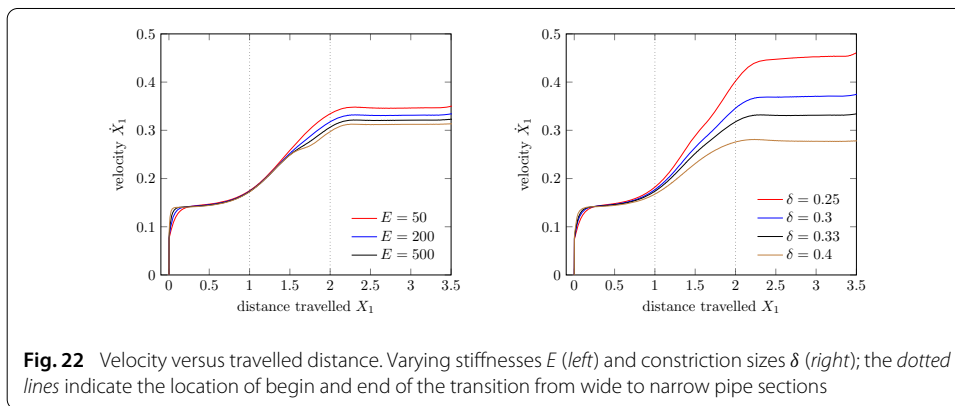 0.5
0.4
0.3
0.2
0.1
0
velocity Ẋ₁
0 0.5 1 1.5 2 2.5 3 3.5
distance travelled X₁
E = 50
E = 200
E = 500
0.5
0.4
0.3
0.2
0.1
0
velocity Ẋ₁
0 0.5 1 1.5 2 2.5 3 3.5
distance travelled X₁
δ = 0.25
δ = 0.3
δ = 0.33
δ = 0.4
Fig. 22 Velocity versus travelled distance. Varying stiffnesses E (left) and constriction sizes δ (right); the dotted
lines indicate the location of begin and end of the transition from wide to narrow pipe sections